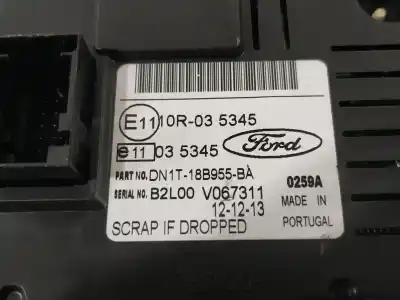 E11 10R-03 5345
e11 03 5345
Ford
PART NO. DN1T-18B955-BA
SERIAL NO. B2L00 V067311
0259A
12-12-13
MADE IN
SCRAP IF DROPPED
PORTUGAL